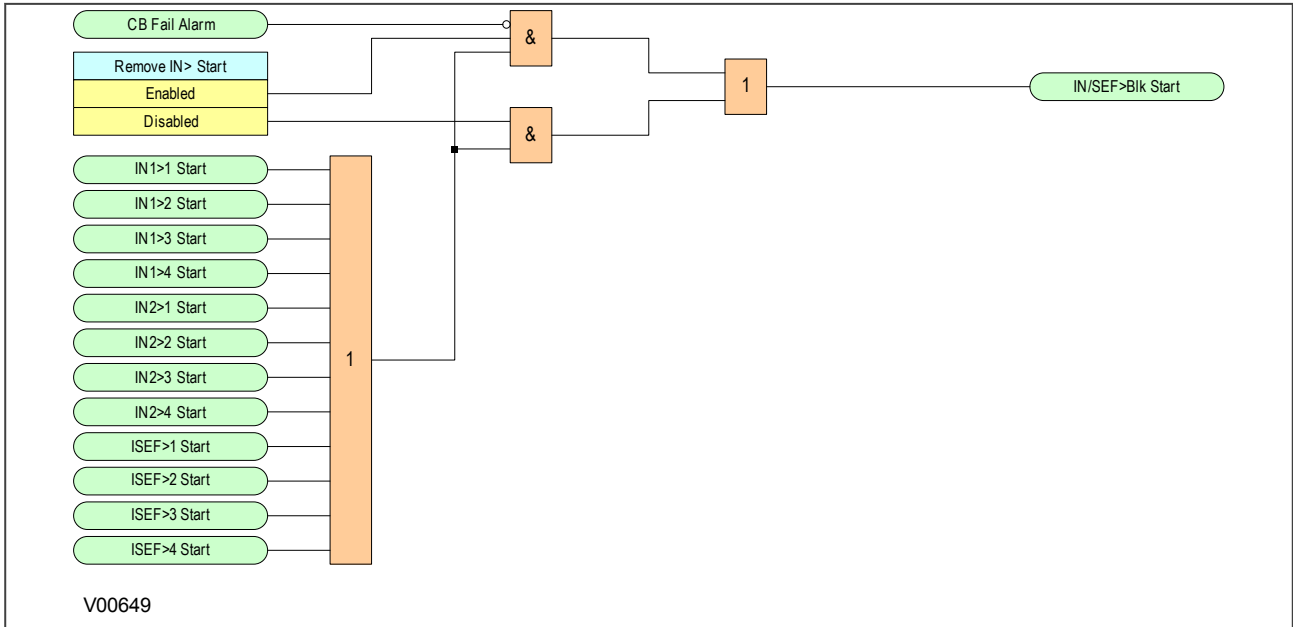 CB Fail Alarm
&
Remove IN> Start
Enabled
Disabled
&
1
IN/SEF>Blk Start
IN1>1 Start
IN1>2 Start
IN1>3 Start
IN1>4 Start
IN2>1 Start
IN2>2 Start
IN2>3 Start
IN2>4 Start
ISEF>1 Start
ISEF>2 Start
ISEF>3 Start
ISEF>4 Start
1
V00649